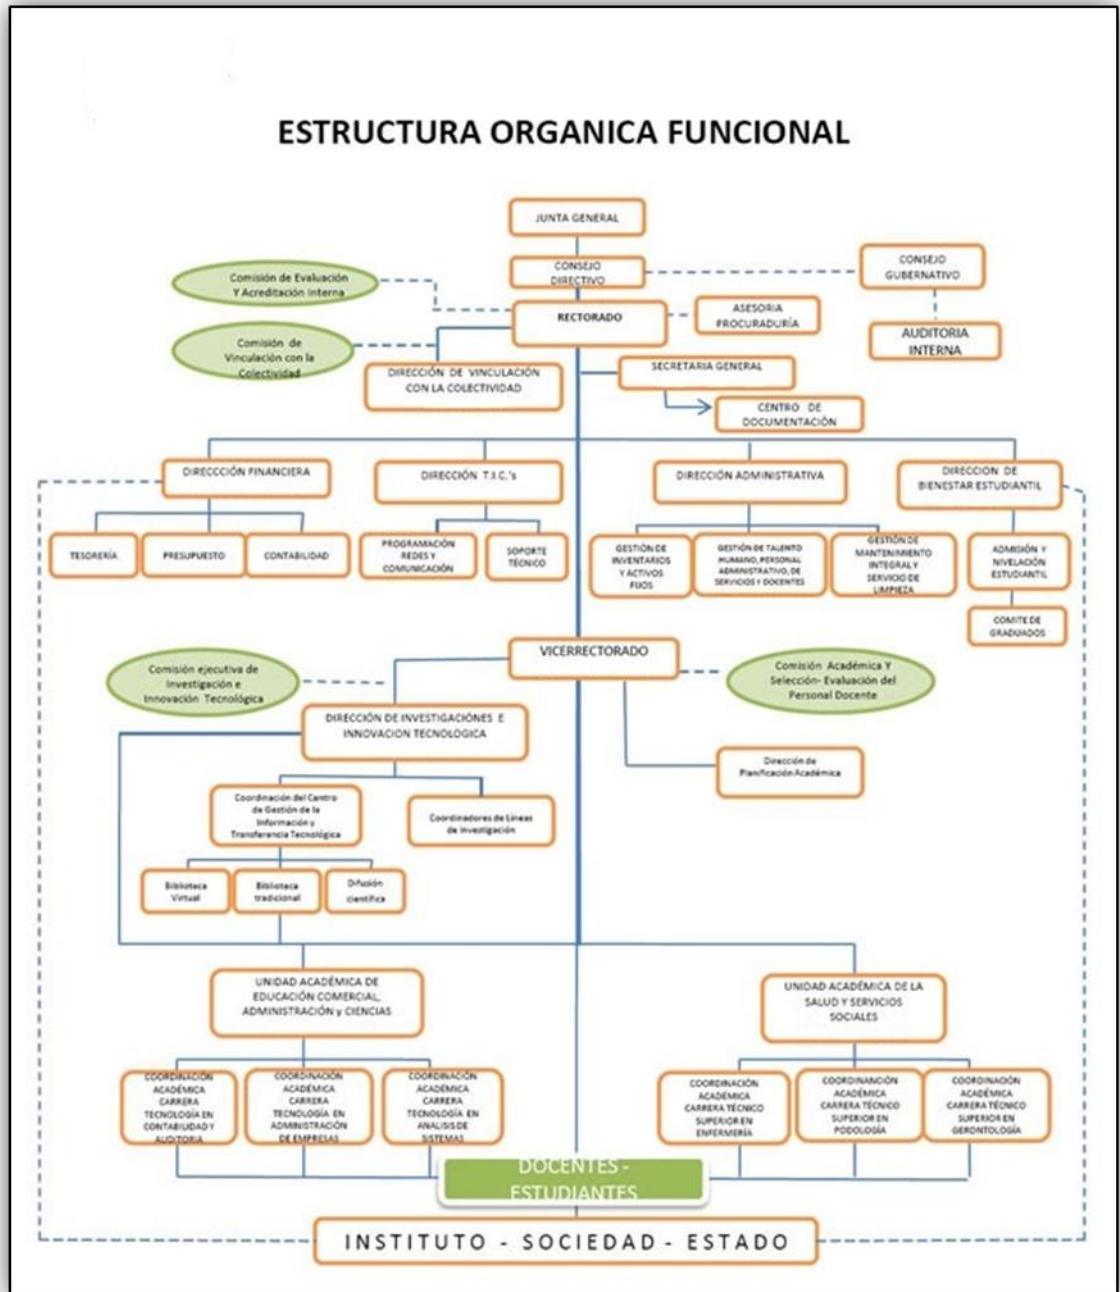 ESTRUCTURA ORGANICA FUNCIONAL
JUNTA GENERAL
CONSEJO
DIRECTIVO
CONSEJO
GUBERNATIVO
Comisión de Evaluación
Y Acreditación Interna
RECTORADO
ASESORIA
PROCURADURÍA
AUDITORIA
INTERNA
Comisión de
Vinculación con la
Colectividad
DIRECCIÓN DE VINCULACIÓN
CON LA COLECTIVIDAD
SECRETARIA GENERAL
CENTRO DE
DOCUMENTACIÓN
DIRECCCIÓN FINANCIERA
DIRECCIÓN T.I.C.'s
DIRECCIÓN ADMINISTRATIVA
DIRECCION DE
BIENESTAR ESTUDIANTIL
TESORERÍA
PRESUPUESTO
CONTABILIDAD
PROGRAMACIÓN
REDES Y
COMUNICACIÓN
SOPORTE
TÉCNICO
GESTIÓN DE
INVENTARIOS
Y ACTIVOS
FIJOS
GESTIÓN DE TALENTO
HUMANO, PERSONAL
ADMINISTRATIVO, DE
SERVICIOS Y DOCENTES
GESTIÓN DE
MANTENIMIENTO
INTEGRAL Y
SERVICIO DE
LIMPIEZA
ADMISIÓN Y
NIVELACIÓN
ESTUDIANTIL
COMITE DE
GRADUADOS
VICERRECTORADO
Comisión ejecutiva de
Investigación e
Innovación Tecnológica
Comisión Académica Y
Selección- Evaluación del
Personal Docente
DIRECCIÓN DE INVESTIGACIÓNES E
INNOVACION TECNOLOGICA
Dirección de
Planificación Académica
Coordinación del Centro
de Gestión de la
Información y
Transferencia Tecnológica
Coordinadores de Líneas
de Investigación
Biblioteca
Virtual
Biblioteca
tradicional
Difusión
científica
UNIDAD ACADÉMICA DE
EDUCACIÓN COMERCIAL,
ADMINISTRACIÓN y CIENCIAS
UNIDAD ACADÉMICA DE LA
SALUD Y SERVICIOS
SOCIALES
COORDINACIÓN
ACADÉMICA
CARRERA
TECNOLOGÍA EN
CONTABILIDAD Y
AUDITORIA
COORDINACIÓN
ACADÉMICA
CARRERA
TECNOLOGÍA EN
ADMINISTRACIÓN
DE EMPRESAS
COORDINACIÓN
ACADÉMICA
CARRERA
TECNOLOGÍA EN
ANALISIS DE
SISTEMAS
COORDINACIÓN
ACADÉMICA
CARRERA TÉCNICO
SUPERIOR EN
ENFERMERÍA
COORDINANCIÓN
ACADÉMICA
CARRERA TÉCNICO
SUPERIOR EN
PODOLOGÍA
COORDINACIÓN
ACADÉMICA
CARRERA TÉCNICO
SUPERIOR EN
GERONTOLOGÍA
DOCENTES -
ESTUDIANTES
INSTITUTO - SOCIEDAD - ESTADO